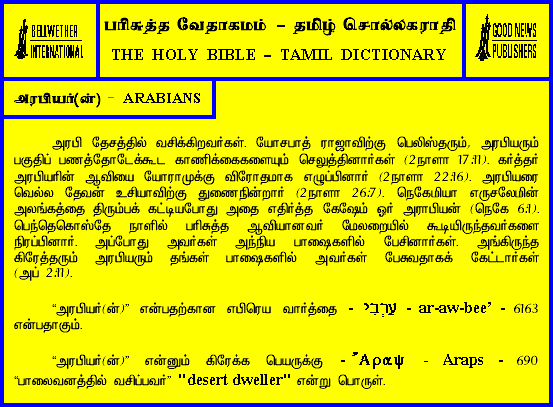 BELLWETHER
INTERNATIONAL
பரிசுத்த வேதாகமம் – தமிழ் சொல்லகராதி
THE HOLY BIBLE – TAMIL DICTIONARY
GOOD NEWS
PUBLISHERS
அரபியர்(ன்) – ARABIANS
அரபி தேசத்தில் வசிக்கிறவர்கள். யோசபாத் ராஜாவிற்கு பெலிஸ்தரும், அரபியரும்
பகுதிப் பணத்தோடேக்கூட காணிக்கைகளையும் செலுத்தினார்கள் (2நாளா 17:11). கர்த்தர்
அரபியரின் ஆவியை யோராமுக்கு விரோதமாக எழுப்பினார் (2நாளா 22:16). அரபியரை
வெல்ல தேவன் உசியாவிற்கு துணைநின்றார் (2நாளா 26:7). நெகேமியா எருசலேமின்
அலங்கத்தை திரும்பக் கட்டியபோது அதை எதிர்த்த கேஷேம் ஓர் அராபியன் (நெகே 6:1).
பெந்தெகொஸ்தே நாளில் பரிசுத்த ஆவியானவர் மேலறையில் கூடியிருந்தவர்களை
நிரப்பினார். அப்போது அவர்கள் அந்நிய பாஷைகளில் பேசினார்கள். அங்கிருந்த
கிரேத்தரும் அரபியரும் தங்கள் பாஷைகளில் அவர்கள் பேசுவதாகக் கேட்டார்கள்
(அப் 2:11).
“அரபியர்(ன்)” என்பதற்கான எபிரெய வார்த்தை - עֲרָבִי - ar-aw-bee’ - 6163
என்பதாகும்.
“அரபியர்(ன்)” என்னும் கிரேக்க பெயருக்கு - ῎Αραψ - Araps - 690
“பாலைவனத்தில் வசிப்பவர்” "desert dweller" என்று பொருள்.